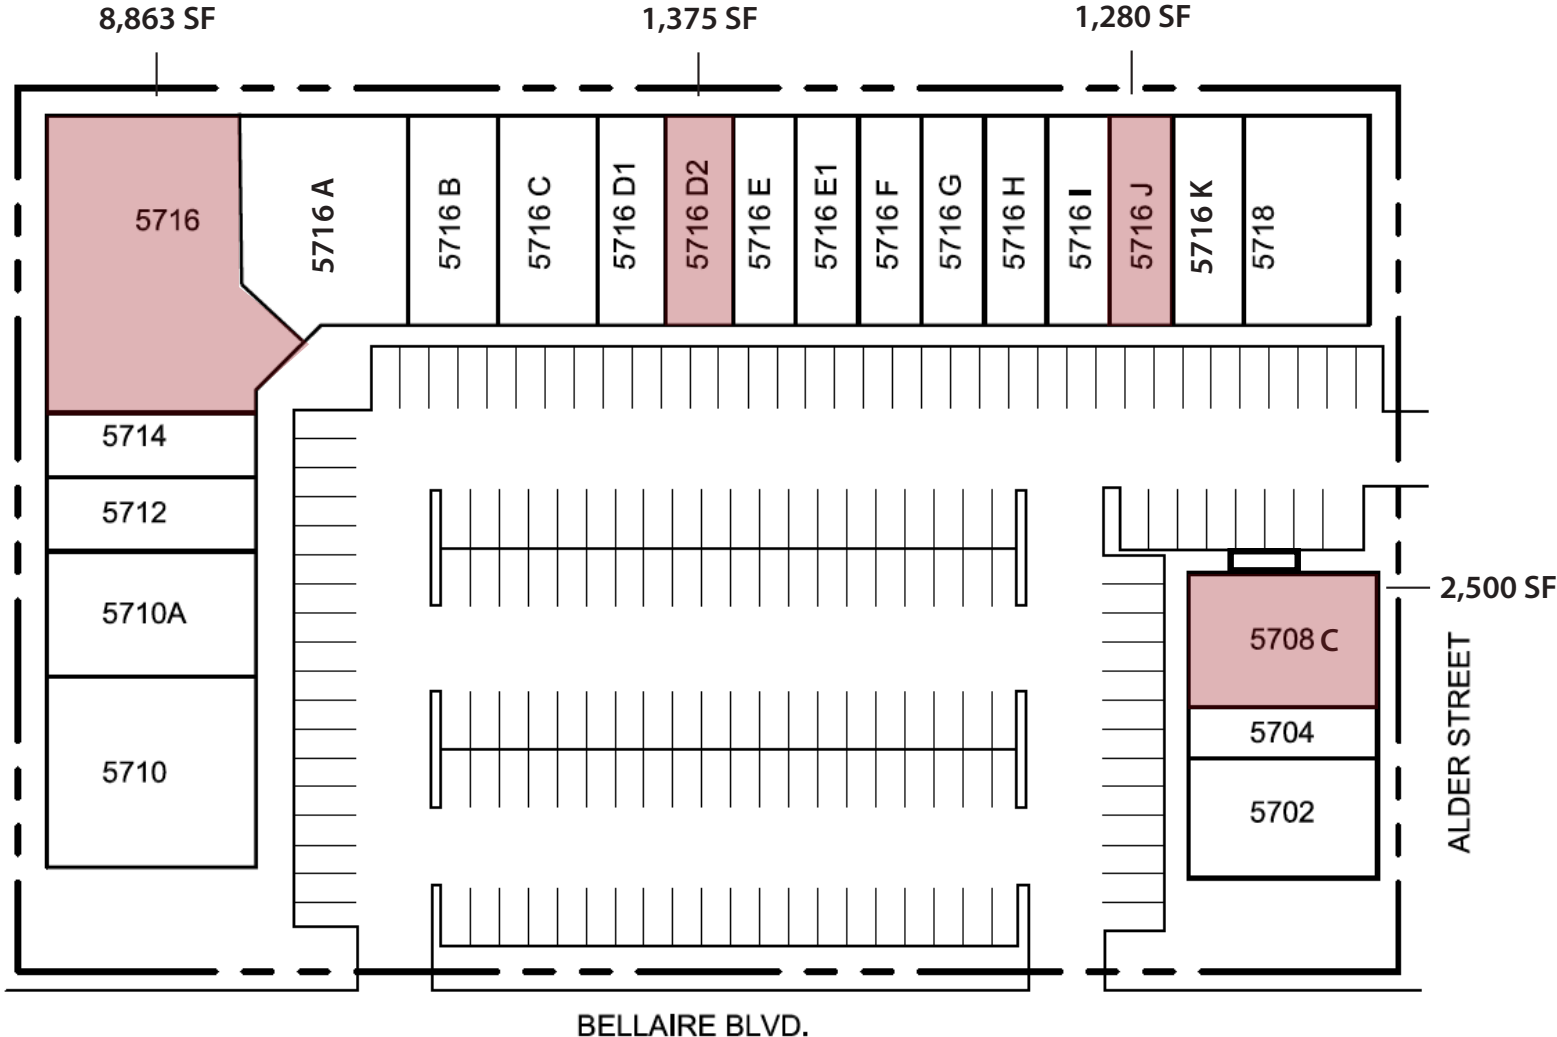 8,863 SF
1,375 SF
1,280 SF
5716
5716 A
5716 B
5716 C
5716 D1
5716 D2
5716 E
5716 E1
5716 F
5716 G
5716 H
5716 I
5716 J
5716 K
5718
5714
5712
5710A
5710
2,500 SF
5708 C
5704
5702
ALDER STREET
BELLAIRE BLVD.